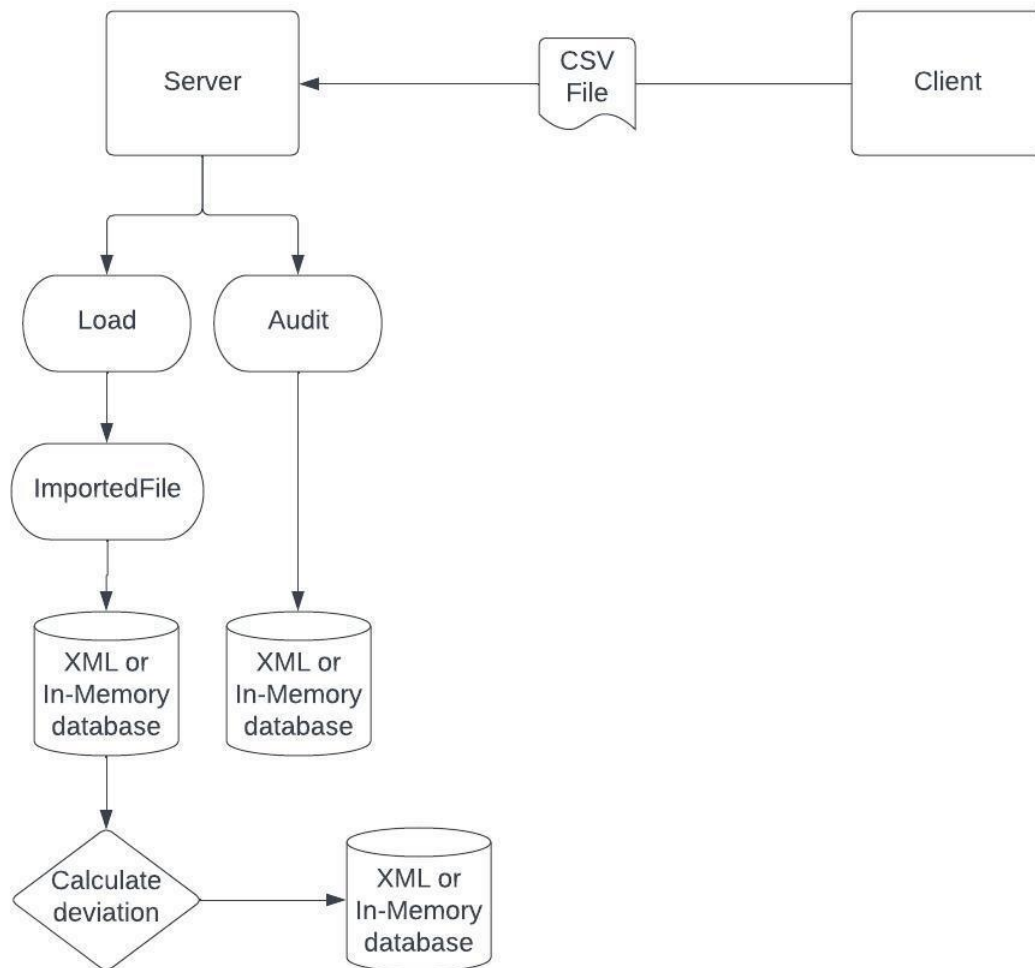 Server
CSV
File
Client
Load
Audit
ImportedFile
XML or
In-Memory
database
XML or
In-Memory
database
Calculate
deviation
XML or
In-Memory
database